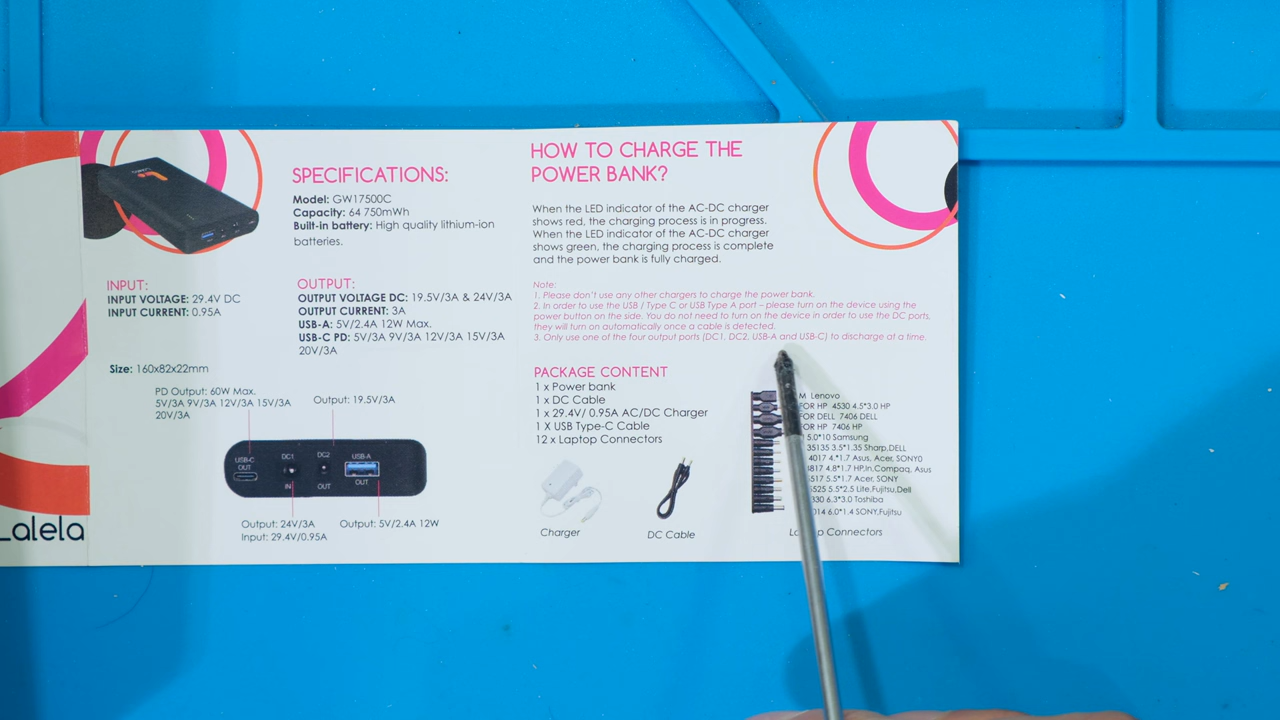 Lalela
SPECIFICATIONS:
Model: GW17500C
Capacity: 64 750mWh
Built-in battery: High quality lithium-ion
batteries.
INPUT:
INPUT VOLTAGE: 29.4V DC
INPUT CURRENT: 0.95A
OUTPUT:
OUTPUT VOLTAGE DC: 19.5V/3A & 24V/3A
OUTPUT CURRENT: 3A
USB-A: 5V/2.4A 12W Max.
USB-C PD: 5V/3A 9V/3A 12V/3A 15V/3A
20V/3A
Size: 160x82x22mm
PD Output: 60W Max.
5V/3A 9V/3A 12V/3A 15V/3A
20V/3A
Output: 19.5V/3A
USB-C
OUT
DC1
IN
DC2
OUT
USB-A
OUT
Output: 24V/3A
Input: 29.4V/0.95A
Output: 5V/2.4A 12W
HOW TO CHARGE THE
POWER BANK?
When the LED indicator of the AC-DC charger
shows red, the charging process is in progress.
When the LED indicator of the AC-DC charger
shows green, the charging process is complete
and the power bank is fully charged.
Note:
1. Please don't use any other chargers to charge the power bank.
2. In order to use the USB / Type C or USB Type A port – please turn on the device using the
power button on the side. You do not need to turn on the device in order to use the DC ports,
they will turn on automatically once a cable is detected.
3. Only use one of the four output ports (DC1, DC2, USB-A and USB-C) to discharge at a time.
PACKAGE CONTENT
1 x Power bank
1 x DC Cable
1 x 29.4V/ 0.95A AC/DC Charger
1 X USB Type-C Cable
12 x Laptop Connectors
Charger
DC Cable
Lenovo
FOR HP 4530 4.5*3.0 HP
FOR DELL 7406 DELL
FOR HP 7406 HP
5.0*10 Samsung
35135 3.5*1.35 Sharp,DELL
4017 4.*1.7 Asus, Acer, SONY0
4.8*1.7 HP,In,Compaq, Asus
5.5*1.7 Acer, SONY
5525 5.5*2.5 Lite,Fujitsu,Dell
6.3*3.0 Toshiba
6.0*1.4 SONY,Fujitsu
Connectors